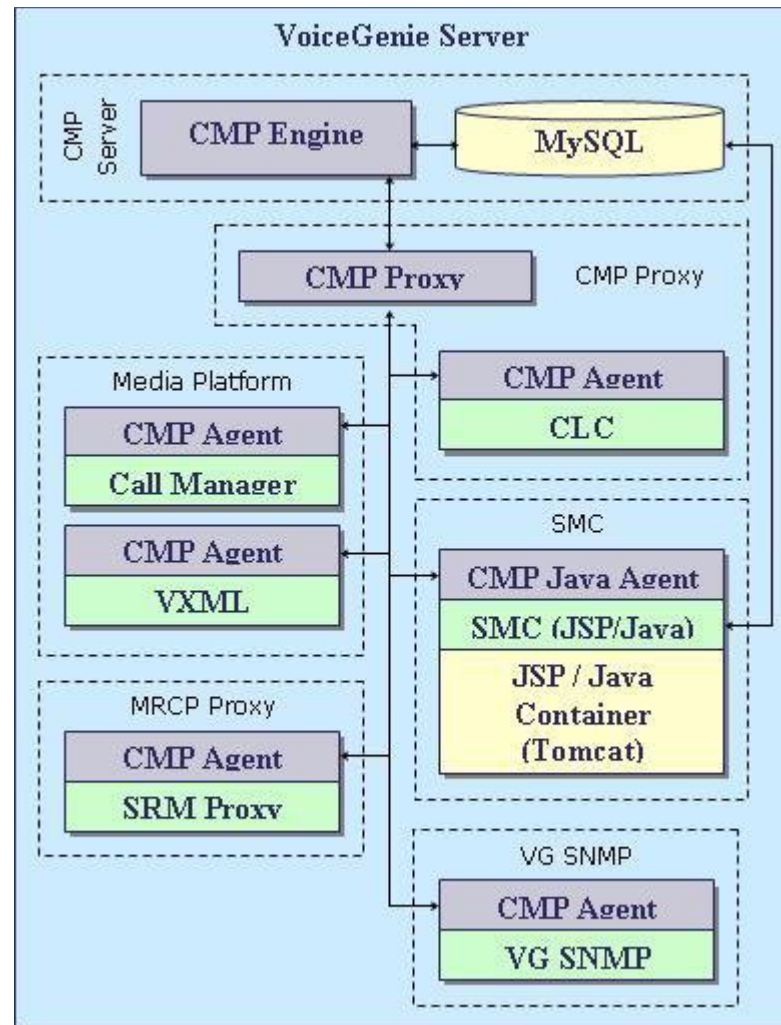 VoiceGenie Server
CMP
Server
CMP Engine
MySQL
CMP Proxy
CMP Proxy
CMP Agent
CLC
Media Platform
CMP Agent
Call Manager
CMP Agent
VXML
SMC
CMP Java Agent
SMC (JSP/Java)
JSP / Java
Container
(Tomcat)
MRCP Proxy
CMP Agent
SRM Proxy
VG SNMP
CMP Agent
VG SNMP